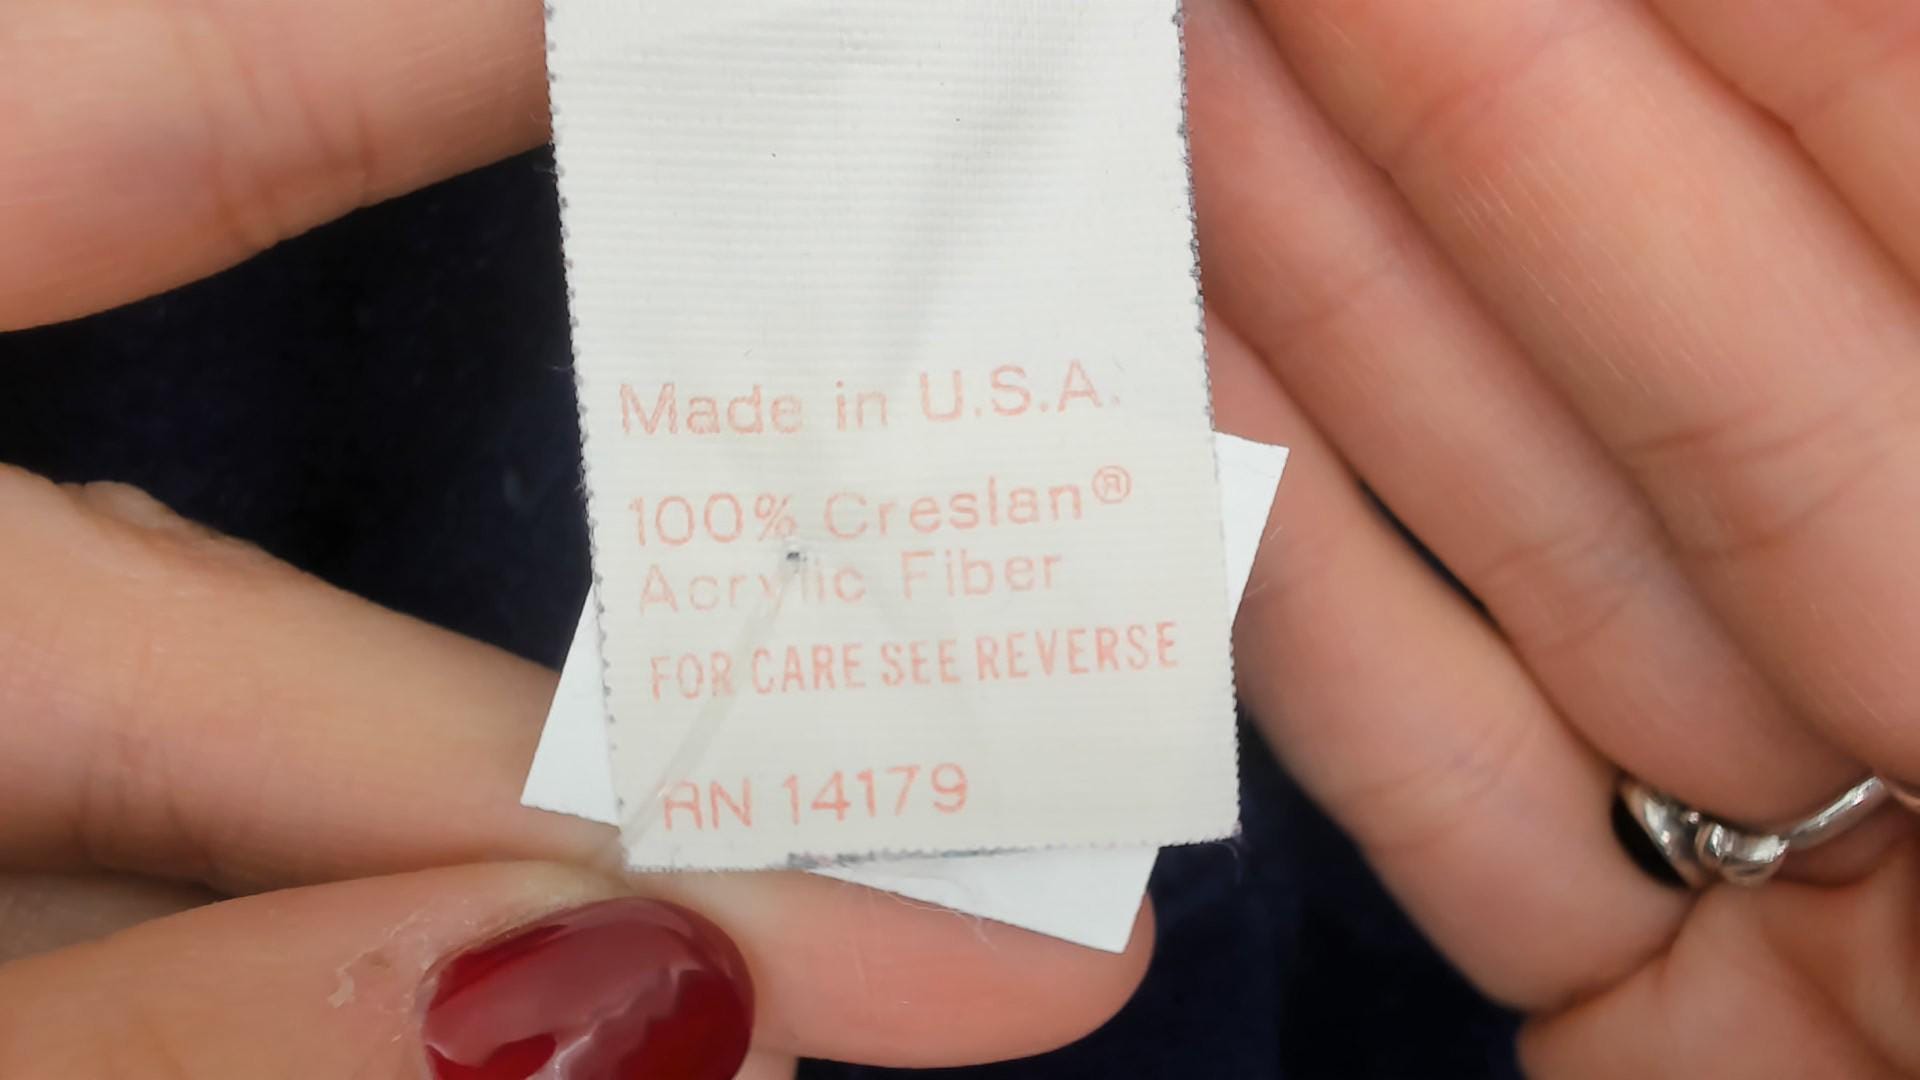 Made in U.S.A.
100% Creslan®
Acrylic Fiber
FOR CARE SEE REVERSE
RN 14179